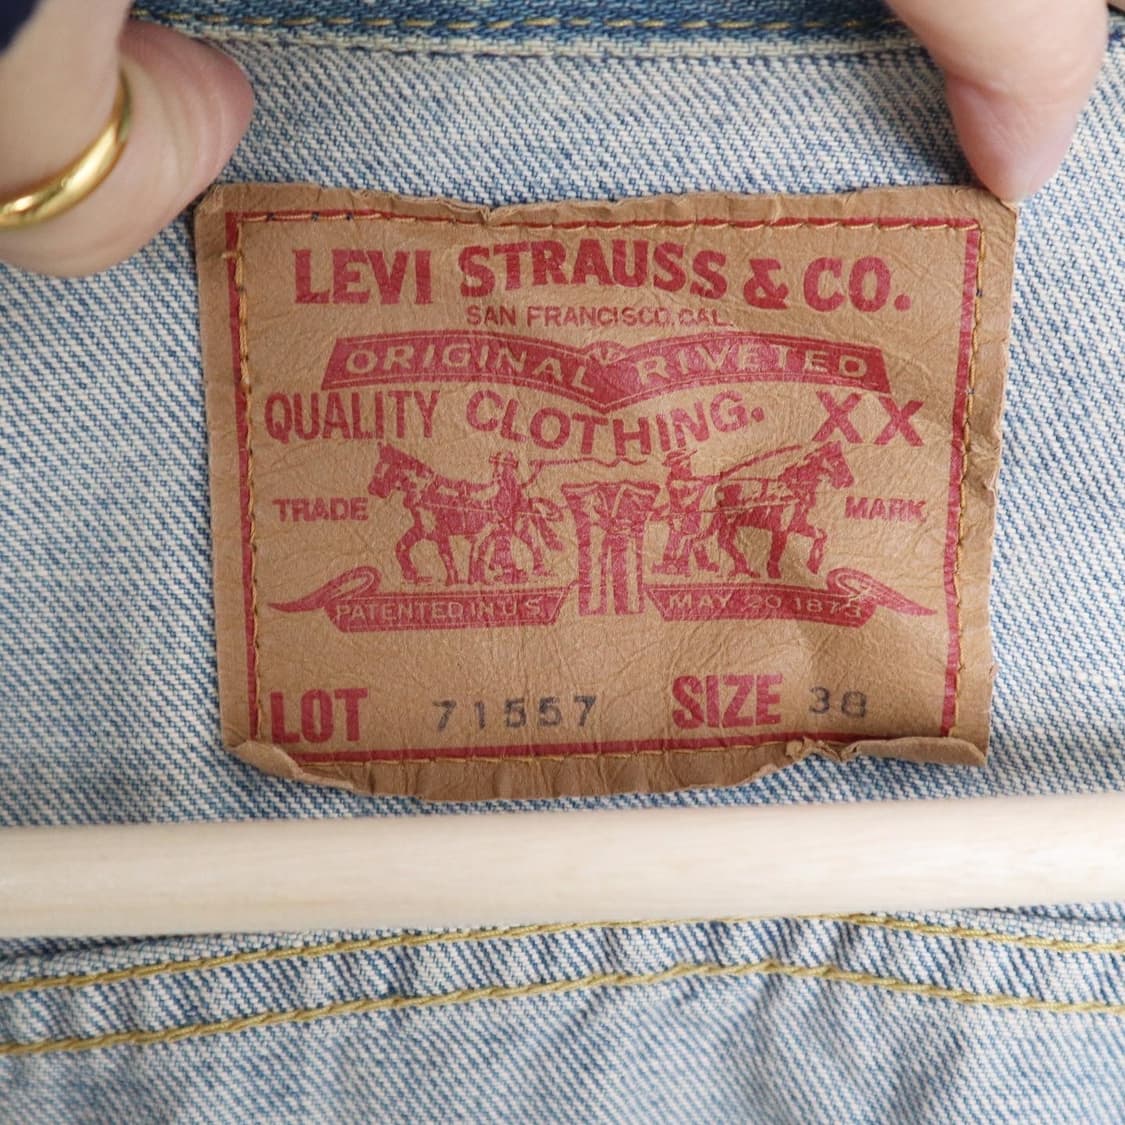 LEVI STRAUSS & CO.
SAN FRANCISCO, CAL.
ORIGINAL RIVETED
QUALITY CLOTHING. XX
TRADE MARK
PATENTED IN U S MAY 20 1873
LOT 71557 SIZE 38